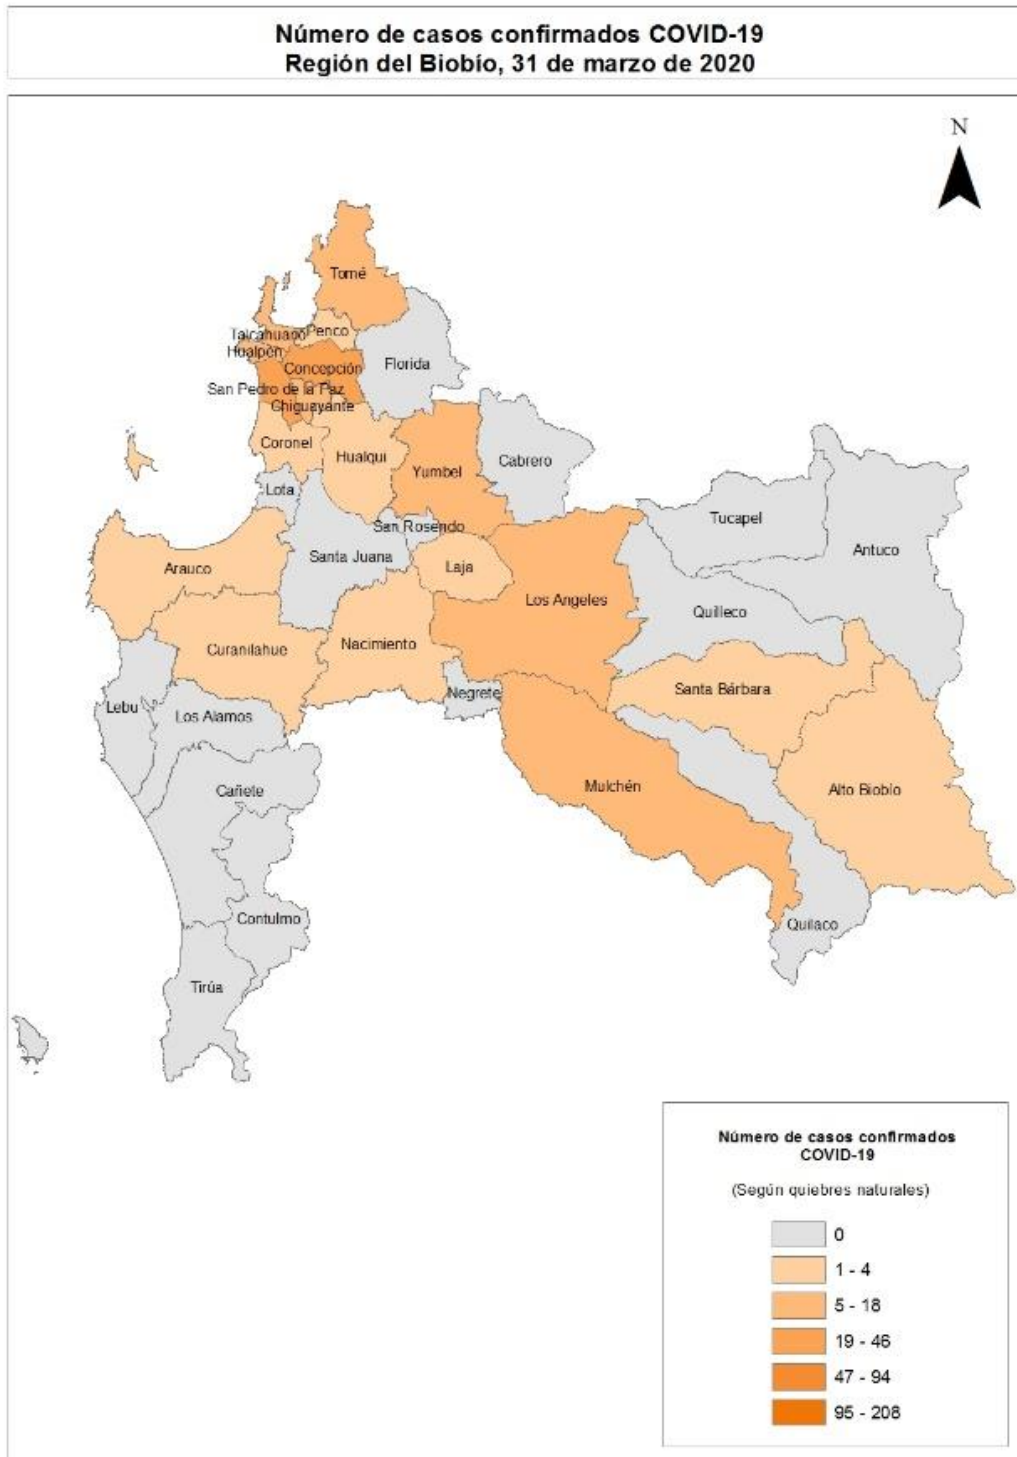 Número de casos confirmados COVID-19
Región del Biobío, 31 de marzo de 2020
N
Tomé
Talcahuano
Penco
Hualpén
Florida
Concepción
San Pedro de la Paz
Chiguayante
Coronel
Hualqui
Yumbel
Cabrero
Lota
San Rosendo
Tucapel
Antuco
Santa Juana
Arauco
Laja
Los Angeles
Quilleco
Curanilahue
Nacimiento
Santa Bárbara
Negrete
Lebu
Los Alamos
Cañete
Mulchén
Alto Biobío
Contulmo
Quilaco
Tirúa
Número de casos confirmados
COVID-19
(Según quiebres naturales)
0
1 - 4
5 - 18
19 - 46
47 - 94
95 - 208